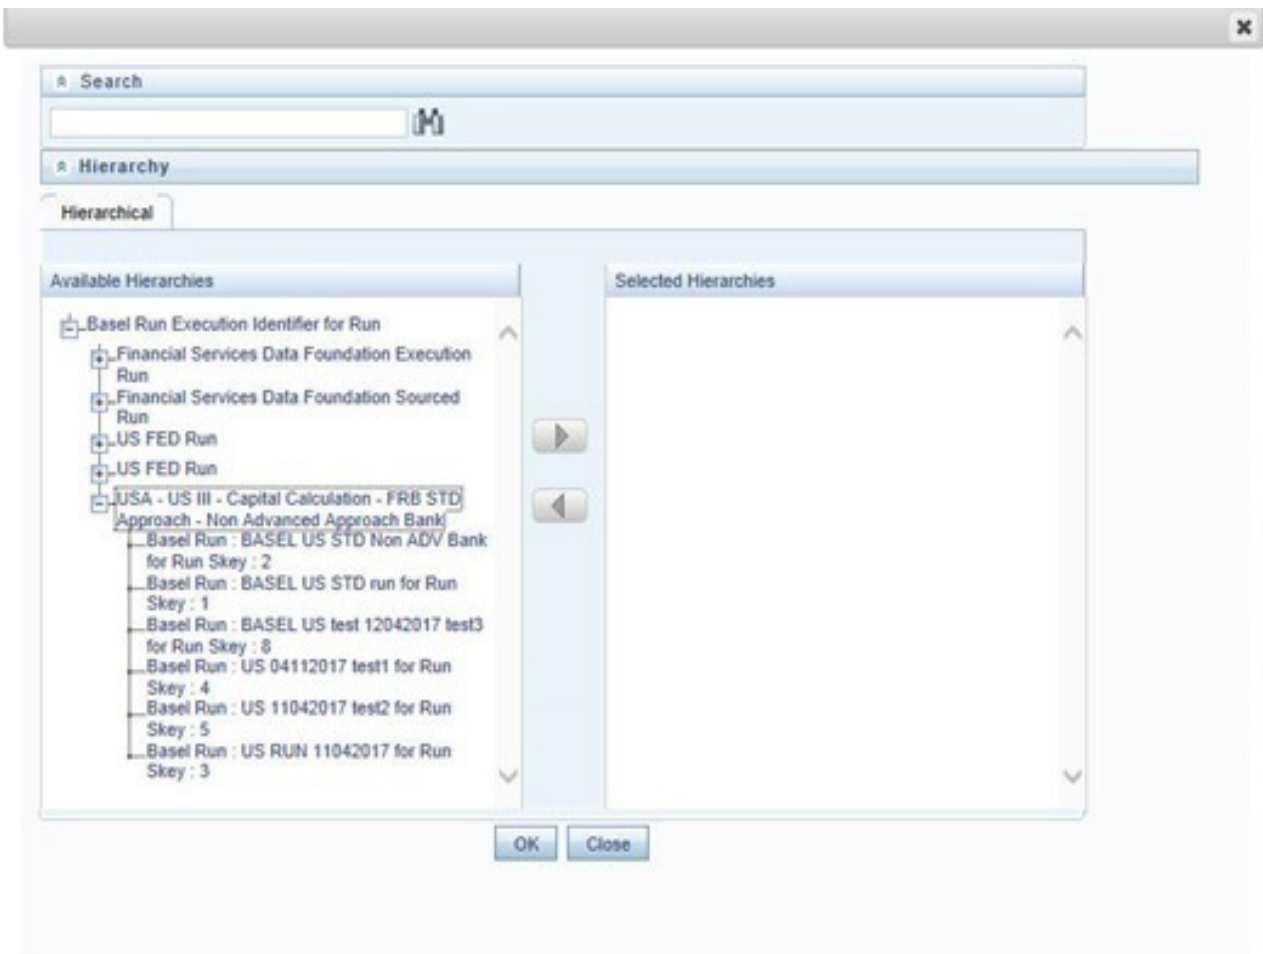 Search
Hierarchy
Hierarchical
Available Hierarchies
Selected Hierarchies
Basel Run Execution Identifier for Run
Financial Services Data Foundation Execution
Run
Financial Services Data Foundation Sourced
Run
US FED Run
US FED Run
USA - US III - Capital Calculation - FRB STD
Approach - Non Advanced Approach Bank
Basel Run : BASEL US STD Non ADV Bank
for Run Skey : 2
Basel Run : BASEL US STD run for Run
Skey : 1
Basel Run : BASEL US test 12042017 test3
for Run Skey : 8
Basel Run : US 04112017 test1 for Run
Skey : 4
Basel Run : US 11042017 test2 for Run
Skey : 5
Basel Run : US RUN 11042017 for Run
Skey : 3
OK
Close